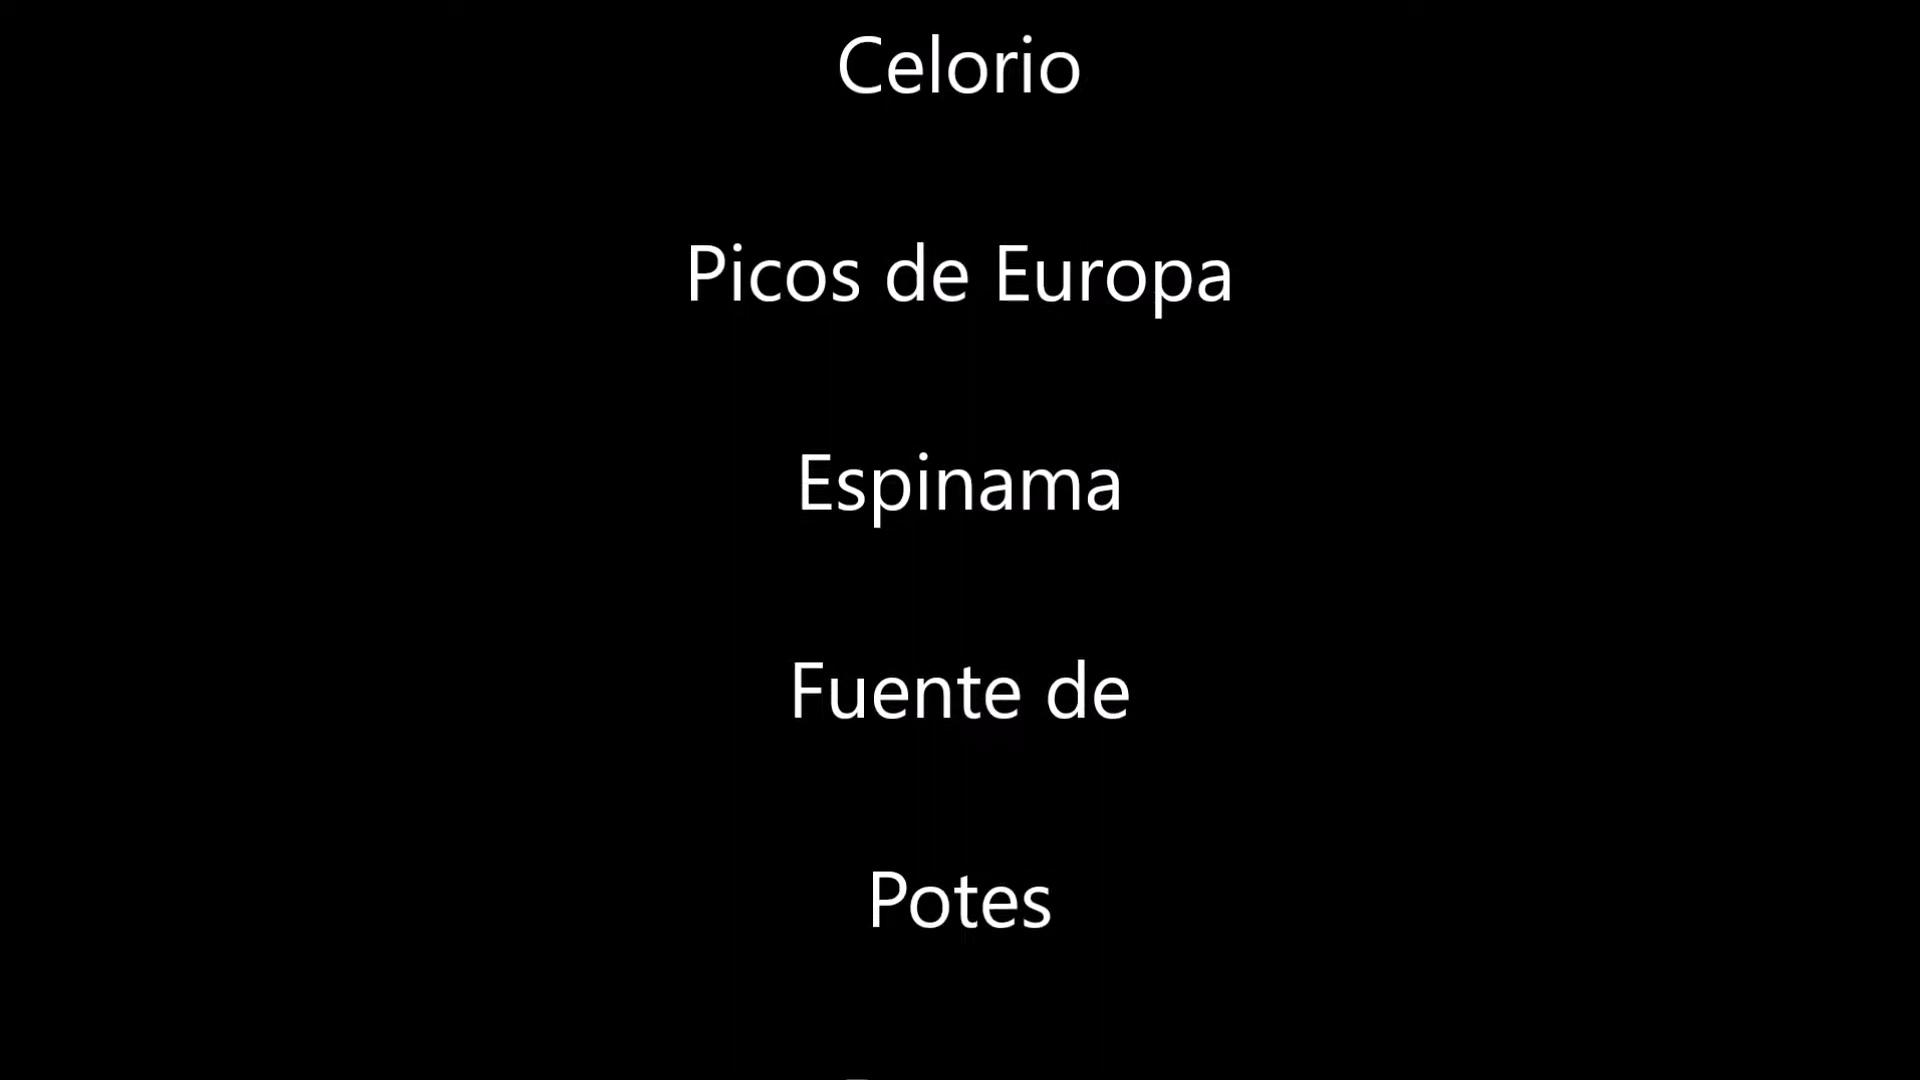 Celorio
Picos de Europa
Espinama
Fuente de
Potes